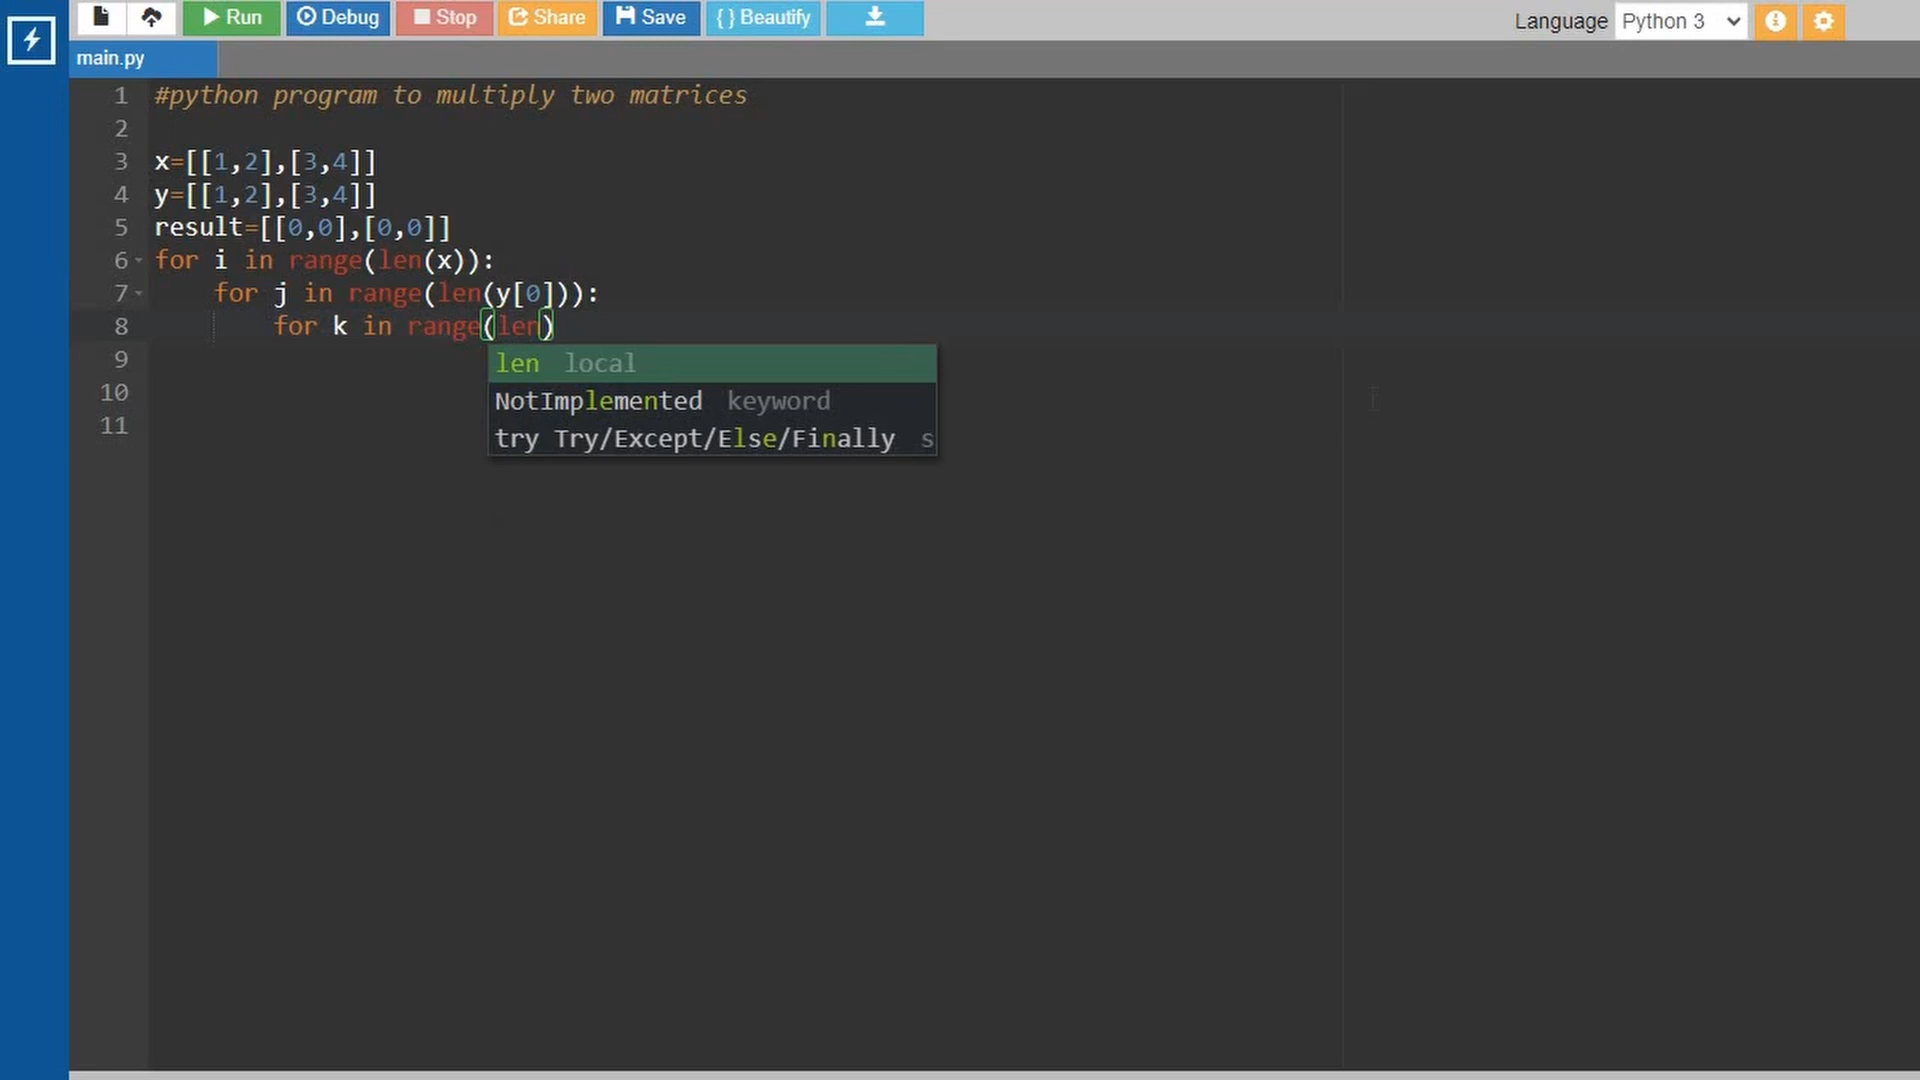 Run Debug Stop Share Save { } Beautify Language Python 3
main.py
1 #python program to multiply two matrices
2
3 x=[[1,2],[3,4]]
4 y=[[1,2],[3,4]]
5 result=[[0,0],[0,0]]
6 for i in range(len(x)):
7 for j in range(len(y[0])):
8 for k in range(len)
9
len local
10
NotImplemented keyword
11
try Try/Except/Else/Finally s